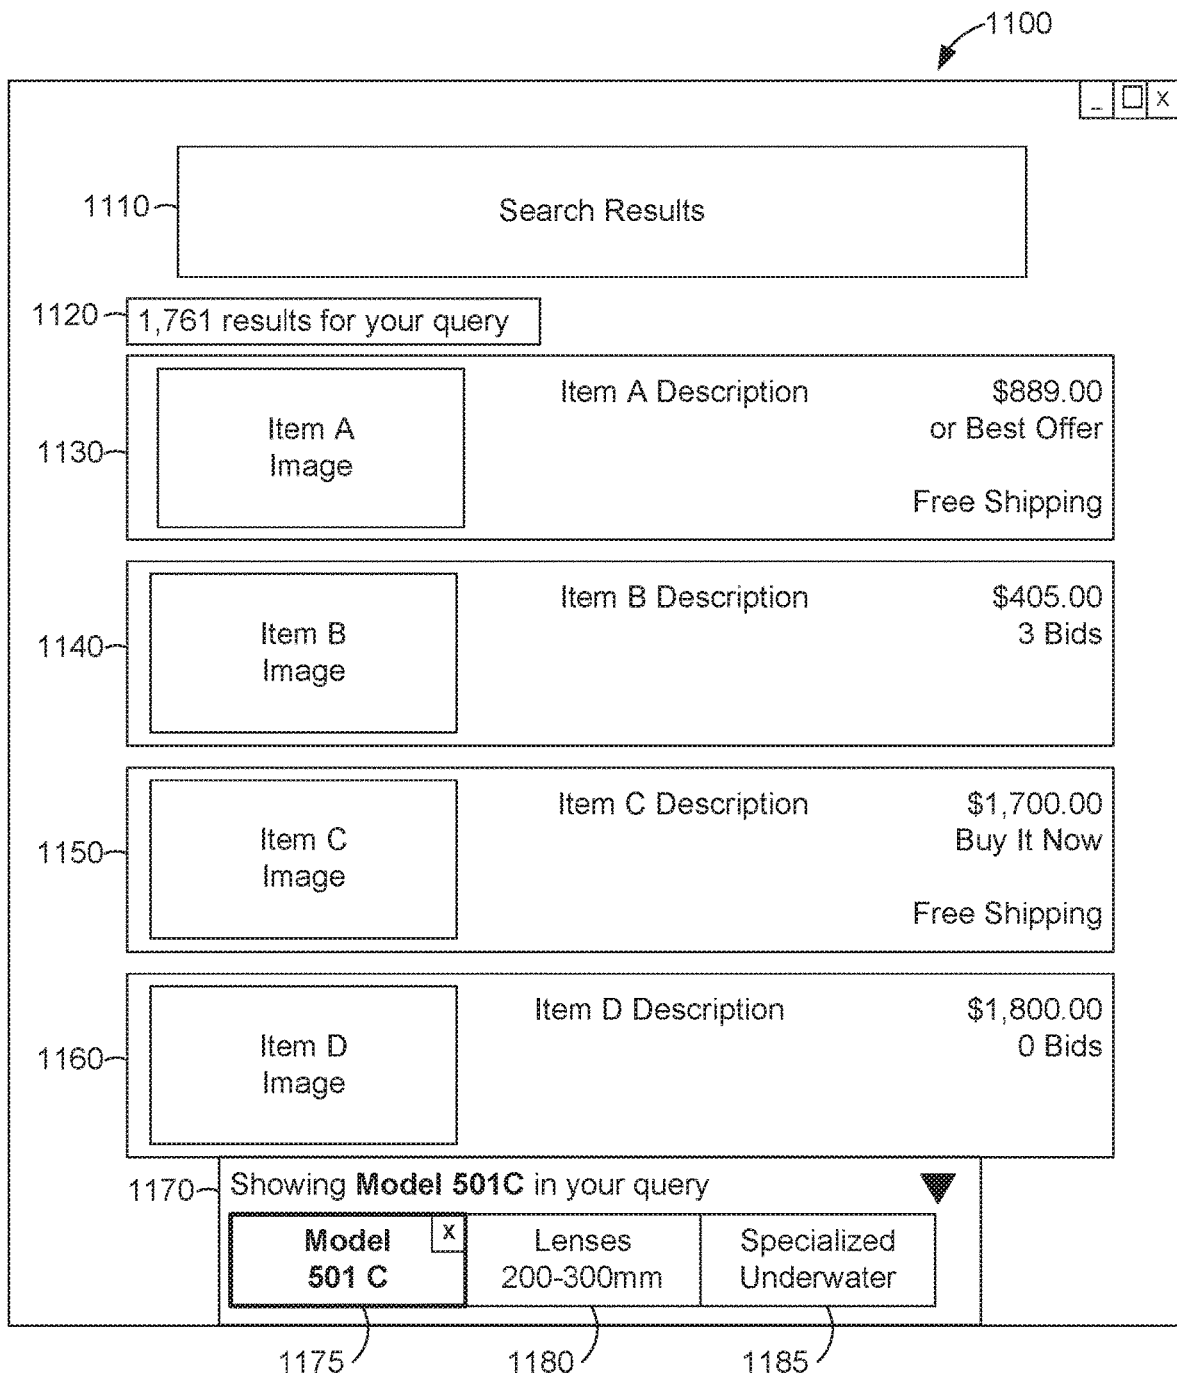 1100
_ X
1110
Search Results
1120
1,761 results for your query
1130
Item A
Image
Item A Description
$889.00
or Best Offer
Free Shipping
1140
Item B
Image
Item B Description
$405.00
3 Bids
1150
Item C
Image
Item C Description
$1,700.00
Buy It Now
Free Shipping
1160
Item D
Image
Item D Description
$1,800.00
0 Bids
1170
Showing Model 501C in your query
Model
501 C
X
Lenses
200-300mm
Specialized
Underwater
1175
1180
1185